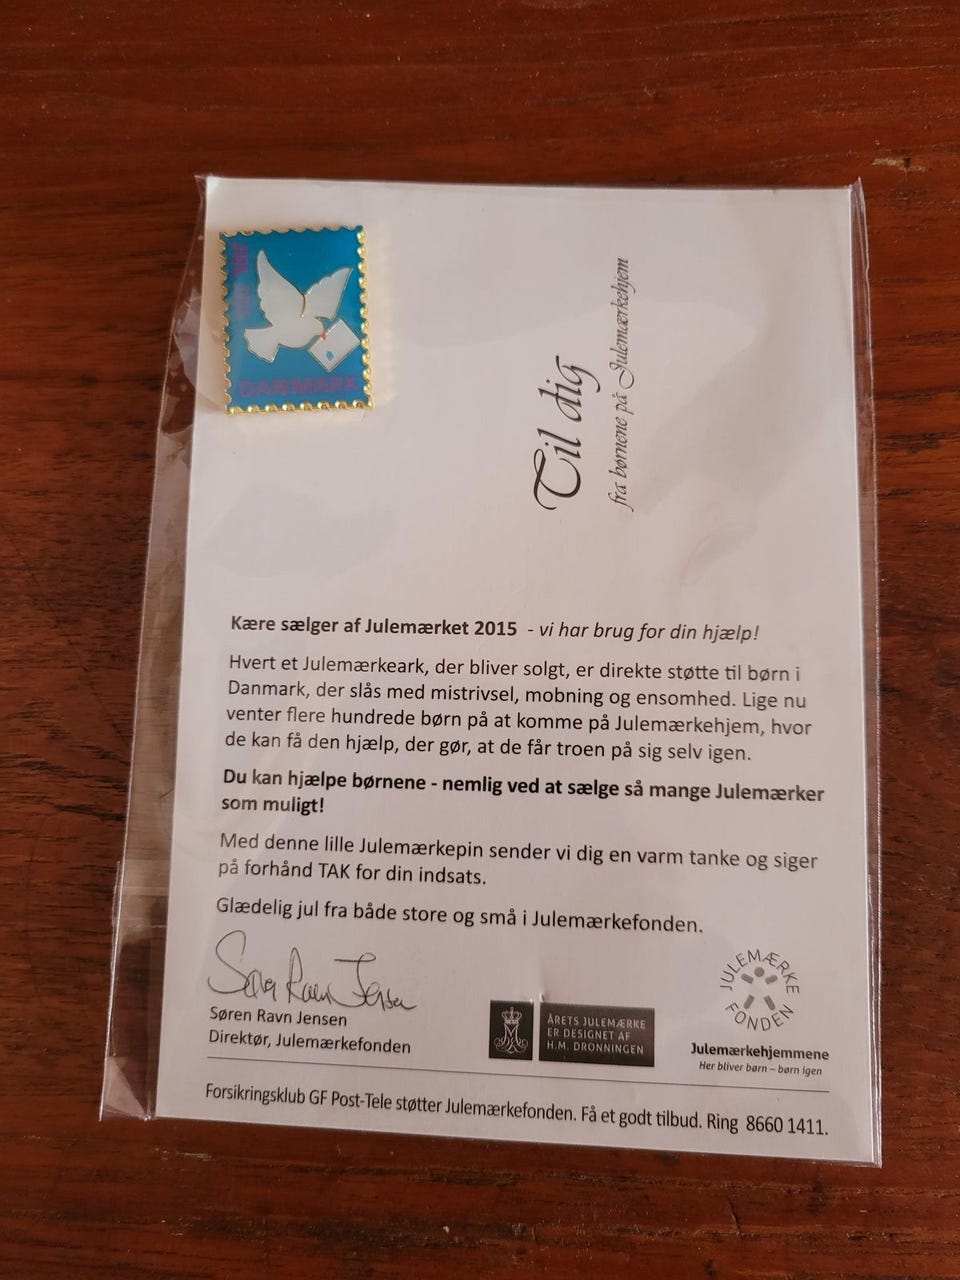 JUL 2015
DANMARK
Til dig
fra børnene på Julemærkehjem
Kære sælger af Julemærket 2015 - vi har brug for din hjælp!
Hvert et Julemærkeark, der bliver solgt, er direkte støtte til børn i
Danmark, der slås med mistrivsel, mobning og ensomhed. Lige nu
venter flere hundrede børn på at komme på Julemærkehjem, hvor
de kan få den hjælp, der gør, at de får troen på sig selv igen.
Du kan hjælpe børnene - nemlig ved at sælge så mange Julemærker
som muligt!
Med denne lille Julemærkepin sender vi dig en varm tanke og siger
på forhånd TAK for din indsats.
Glædelig jul fra både store og små i Julemærkefonden.
Søren Ravn Jensen
Søren Ravn Jensen
Direktør, Julemærkefonden
ÅRETS JULEMÆRKE
ER DESIGNET AF
H.M. DRONNINGEN
JULEMÆRKE
FONDEN
Julemærkehjemmene
Her bliver børn – børn igen
Forsikringsklub GF Post-Tele støtter Julemærkefonden. Få et godt tilbud. Ring 8660 1411.